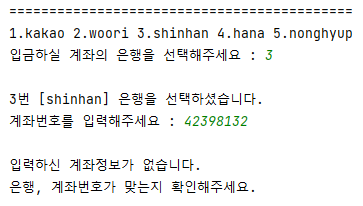 ===========================================
1.kakao 2.woori 3.shinhan 4.hana 5.nonghyup
입금하실 계좌의 은행을 선택해주세요 : 3
3번 [shinhan] 은행을 선택하셨습니다.
계좌번호를 입력해주세요 : 42398132
입력하신 계좌정보가 없습니다.
은행, 계좌번호가 맞는지 확인해주세요.